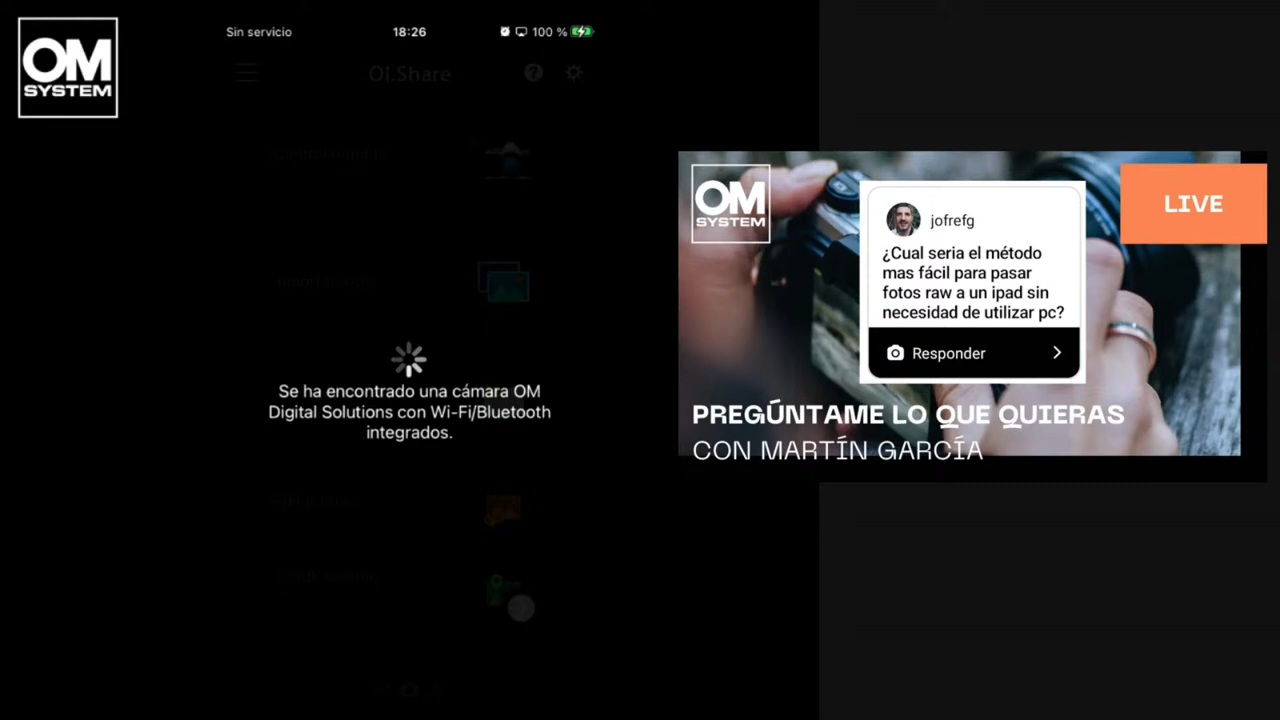 OM
SYSTEM
Sin servicio
18:26
100 %
OI.Share
Se ha encontrado una cámara OM
Digital Solutions con Wi-Fi/Bluetooth
integrados.
OM
SYSTEM
LIVE
jofrefg
¿Cual seria el método
mas fácil para pasar
fotos raw a un ipad sin
necesidad de utilizar pc?
Responder
PREGÚNTAME LO QUE QUIERAS
CON MARTÍN GARCÍA